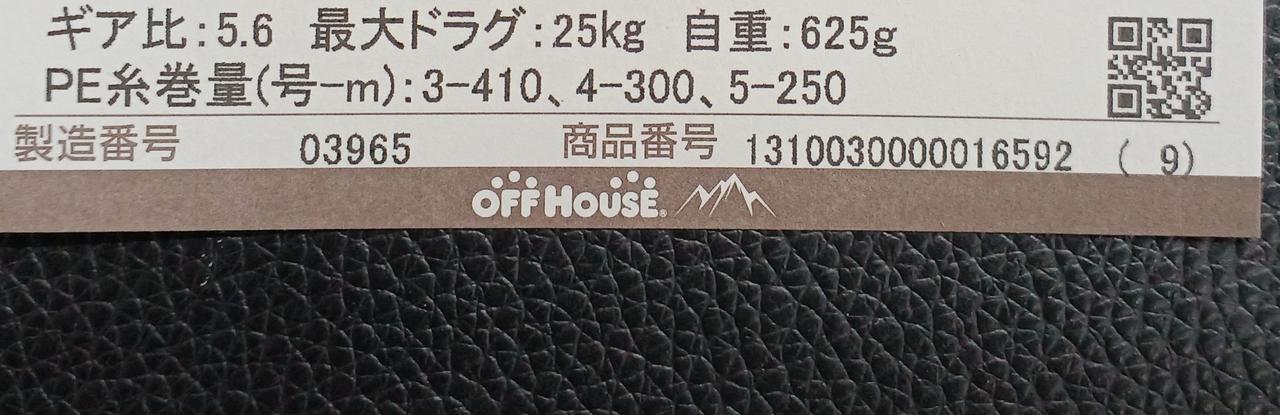 ギア比:5.6 最大ドラグ:25kg 自重:625g
PE糸巻量(号-m):3-410、4-300、5-250
製造番号 03965 商品番号 1310030000016592 ( 9)
OFF HOUSE®